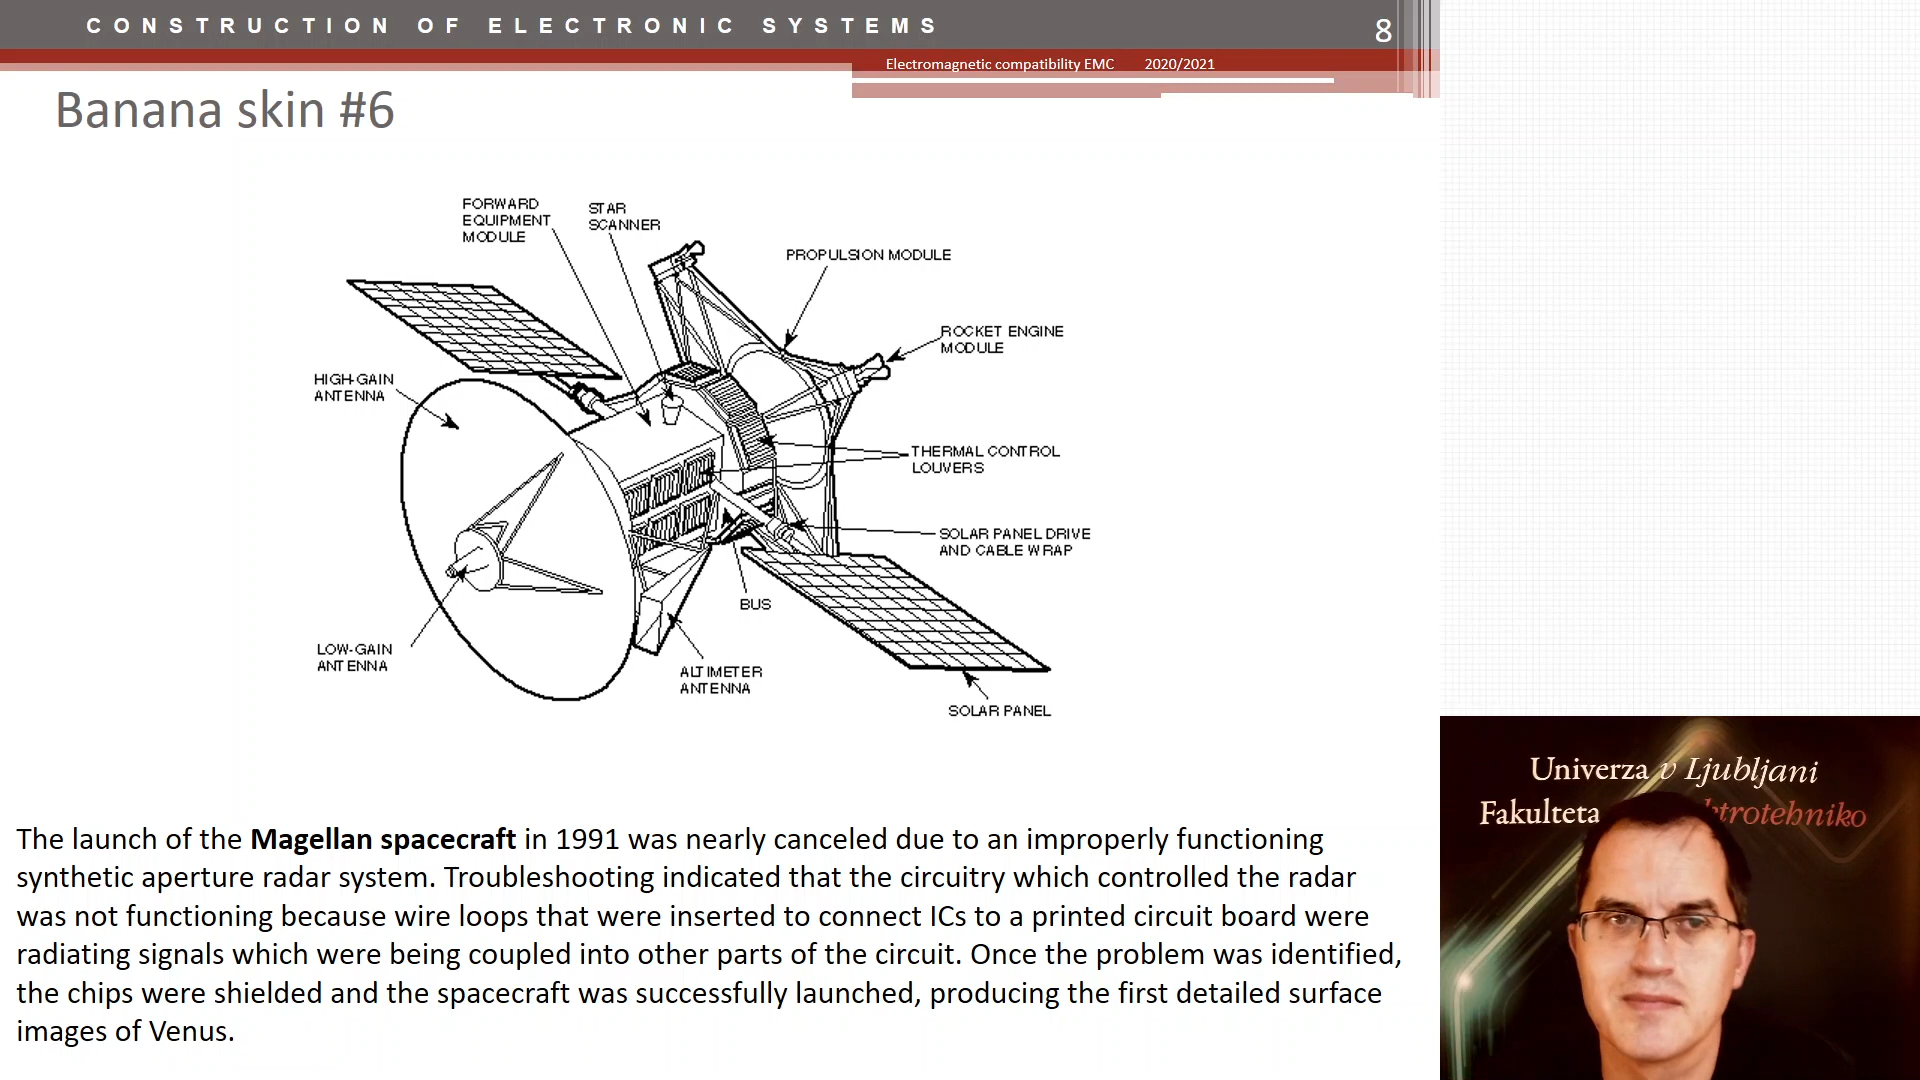 CONSTRUCTION OF ELECTRONIC SYSTEMS
8
Electromagnetic compatibility EMC 2020/2021
Banana skin #6
FORWARD
EQUIPMENT
MODULE
STAR
SCANNER
PROPULSION MODULE
ROCKET ENGINE
MODULE
HIGH-GAIN
ANTENNA
THERMAL CONTROL
LOUVERS
SOLAR PANEL DRIVE
AND CABLE WRAP
BUS
LOW-GAIN
ANTENNA
ALTIMETER
ANTENNA
SOLAR PANEL
Univerza v Ljubljani
Fakulteta ktrotehniko
The launch of the Magellan spacecraft in 1991 was nearly canceled due to an improperly functioning
synthetic aperture radar system. Troubleshooting indicated that the circuitry which controlled the radar
was not functioning because wire loops that were inserted to connect ICs to a printed circuit board were
radiating signals which were being coupled into other parts of the circuit. Once the problem was identified,
the chips were shielded and the spacecraft was successfully launched, producing the first detailed surface
images of Venus.